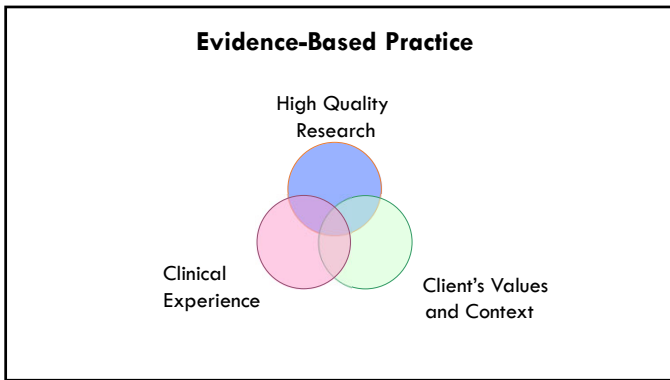 Evidence-Based Practice
High Quality
Research
Clinical
Experience
Client's Values
and Context